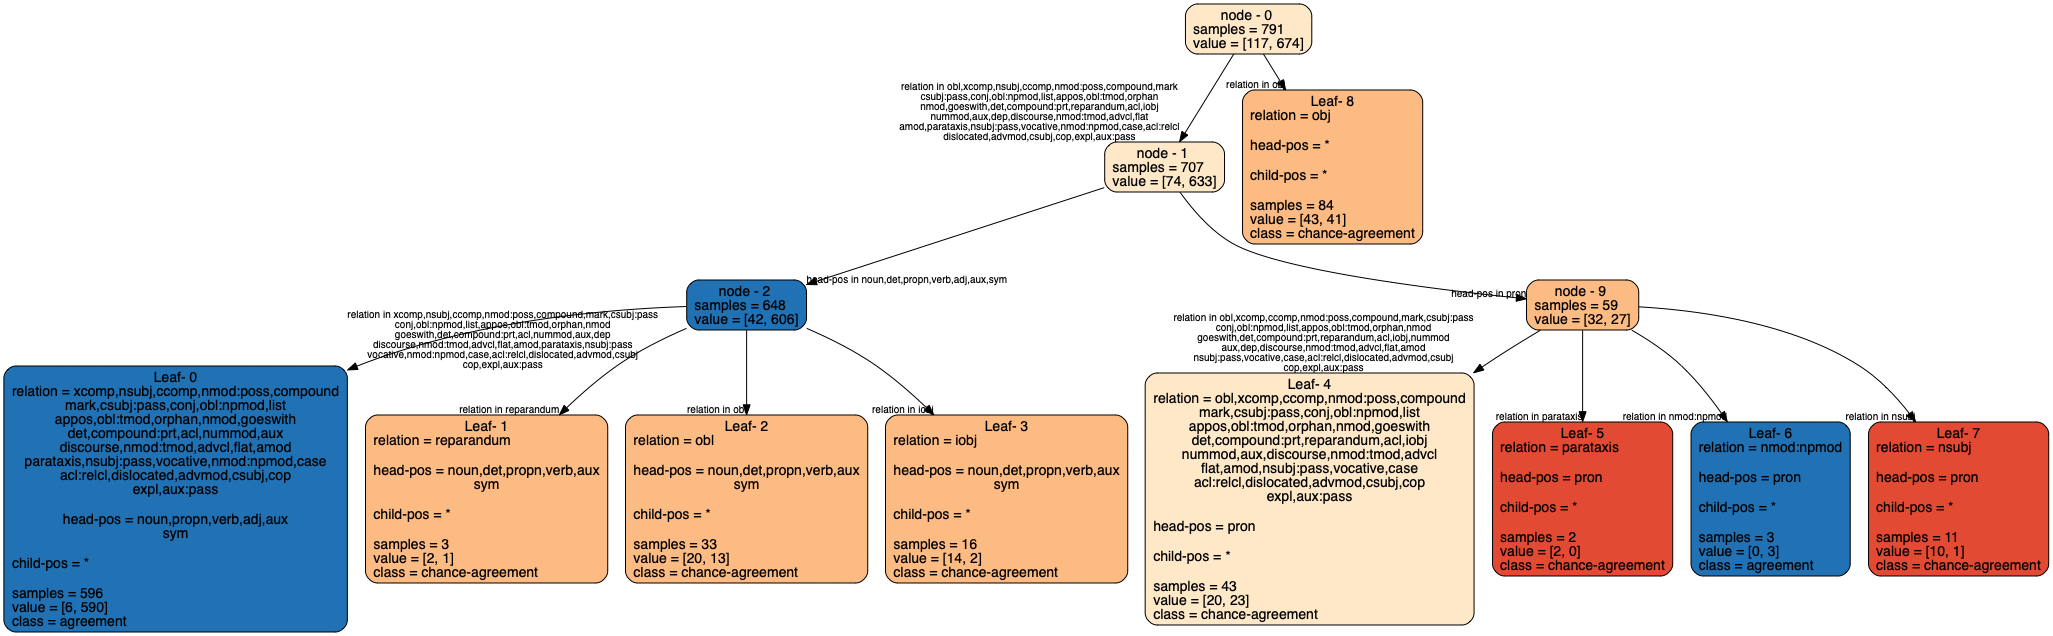 node - 0
samples = 791
value = [117, 674]
relation in obl,xcomp,nsubj,ccomp,nmod:poss,compound,mark
csubj:pass,conj,obl:npmod,list,appos,obl:tmod,orphan
nmod,goeswith,det,compound:prt,reparandum,acl,iobj
nummod,aux,dep,discourse,nmod:tmod,advcl,flat
amod,parataxis,nsubj:pass,vocative,nmod:npmod,case,acl:relcl
dislocated,advmod,csubj,cop,expl,aux:pass
relation in
Leaf- 8
relation = obj
head-pos = *
child-pos = *
samples = 84
value = [43, 41]
class = chance-agreement
node - 1
samples = 707
value = [74, 633]
head-pos in noun,det,propn,verb,adj,aux,sym
head-pos in pron
node - 2
samples = 648
value = [42, 606]
node - 9
samples = 59
value = [32, 27]
relation in xcomp,nsubj,ccomp,nmod:poss,compound,mark,csubj:pass
conj,obl:npmod,list,appos,obl:tmod,orphan,nmod
goeswith,det,compound:prt,acl,nummod,aux,dep
discourse,nmod:tmod,advcl,flat,amod,parataxis,nsubj:pass
vocative,nmod:npmod,case,acl:relcl,dislocated,advmod,csubj
cop,expl,aux:pass
Leaf- 0
relation = xcomp,nsubj,ccomp,nmod:poss,compound
mark,csubj:pass,conj,obl:npmod,list
appos,obl:tmod,orphan,nmod,goeswith
det,compound:prt,acl,nummod,aux
discourse,nmod:tmod,advcl,flat,amod
parataxis,nsubj:pass,vocative,nmod:npmod,case
acl:relcl,dislocated,advmod,csubj,cop
expl,aux:pass
head-pos = noun,propn,verb,adj,aux
sym
child-pos = *
samples = 596
value = [6, 590]
class = agreement
relation in reparandum
Leaf- 1
relation = reparandum
head-pos = noun,det,propn,verb,aux
sym
child-pos = *
samples = 3
value = [2, 1]
class = chance-agreement
relation in
Leaf- 2
relation = obl
head-pos = noun,det,propn,verb,aux
sym
child-pos = *
samples = 33
value = [20, 13]
class = chance-agreement
relation in iobj
Leaf- 3
relation = iobj
head-pos = noun,det,propn,verb,aux
sym
child-pos = *
samples = 16
value = [14, 2]
class = chance-agreement
relation in obl,xcomp,ccomp,nmod:poss,compound,mark,csubj:pass
conj,obl:npmod,list,appos,obl:tmod,orphan,nmod
goeswith,det,compound:prt,reparandum,acl,iobj,nummod
aux,dep,discourse,nmod:tmod,advcl,flat,amod
nsubj:pass,vocative,case,acl:relcl,dislocated,advmod,csubj
cop,expl,aux:pass
Leaf- 4
relation = obl,xcomp,ccomp,nmod:poss,compound
mark,csubj:pass,conj,obl:npmod,list
appos,obl:tmod,orphan,nmod,goeswith
det,compound:prt,reparandum,acl,iobj
nummod,aux,discourse,nmod:tmod,advcl
flat,amod,nsubj:pass,vocative,case
acl:relcl,dislocated,advmod,csubj,cop
expl,aux:pass
head-pos = pron
child-pos = *
samples = 43
value = [20, 23]
class = chance-agreement
relation in parataxis
Leaf- 5
relation = parataxis
head-pos = pron
child-pos = *
samples = 2
value = [2, 0]
class = chance-agreement
relation in nmod:npmod
Leaf- 6
relation = nmod:npmod
head-pos = pron
child-pos = *
samples = 3
value = [0, 3]
class = agreement
relation in nsubj
Leaf- 7
relation = nsubj
head-pos = pron
child-pos = *
samples = 11
value = [10, 1]
class = chance-agreement